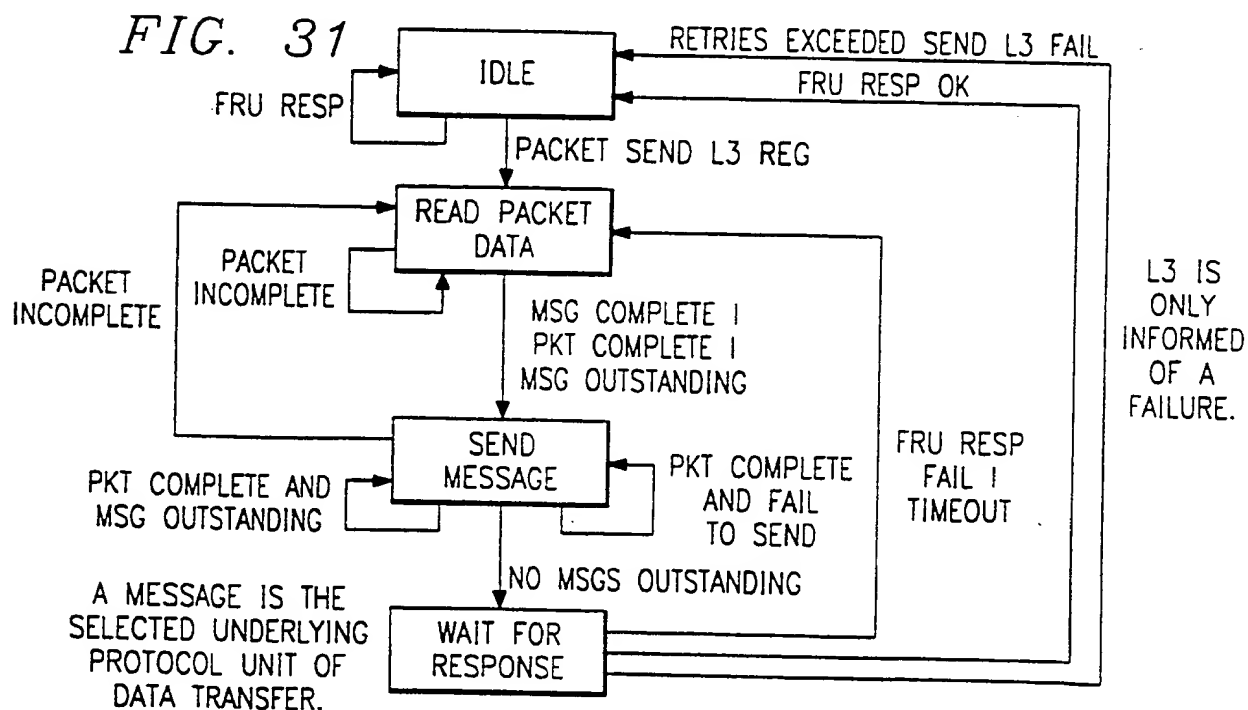 FIG. 31
RETRIES EXCEEDED SEND L3 FAIL
IDLE
FRU RESP OK
FRU RESP
PACKET SEND L3 REG
READ PACKET
DATA
PACKET
INCOMPLETE
PACKET
INCOMPLETE
MSG COMPLETE I
PKT COMPLETE I
MSG OUTSTANDING
L3 IS
ONLY
INFORMED
OF A
FAILURE.
SEND
MESSAGE
PKT COMPLETE AND
MSG OUTSTANDING
PKT COMPLETE
AND FAIL
TO SEND
FRU RESP
FAIL I
TIMEOUT
NO MSGS OUTSTANDING
A MESSAGE IS THE
SELECTED UNDERLYING
PROTOCOL UNIT OF
DATA TRANSFER.
WAIT FOR
RESPONSE